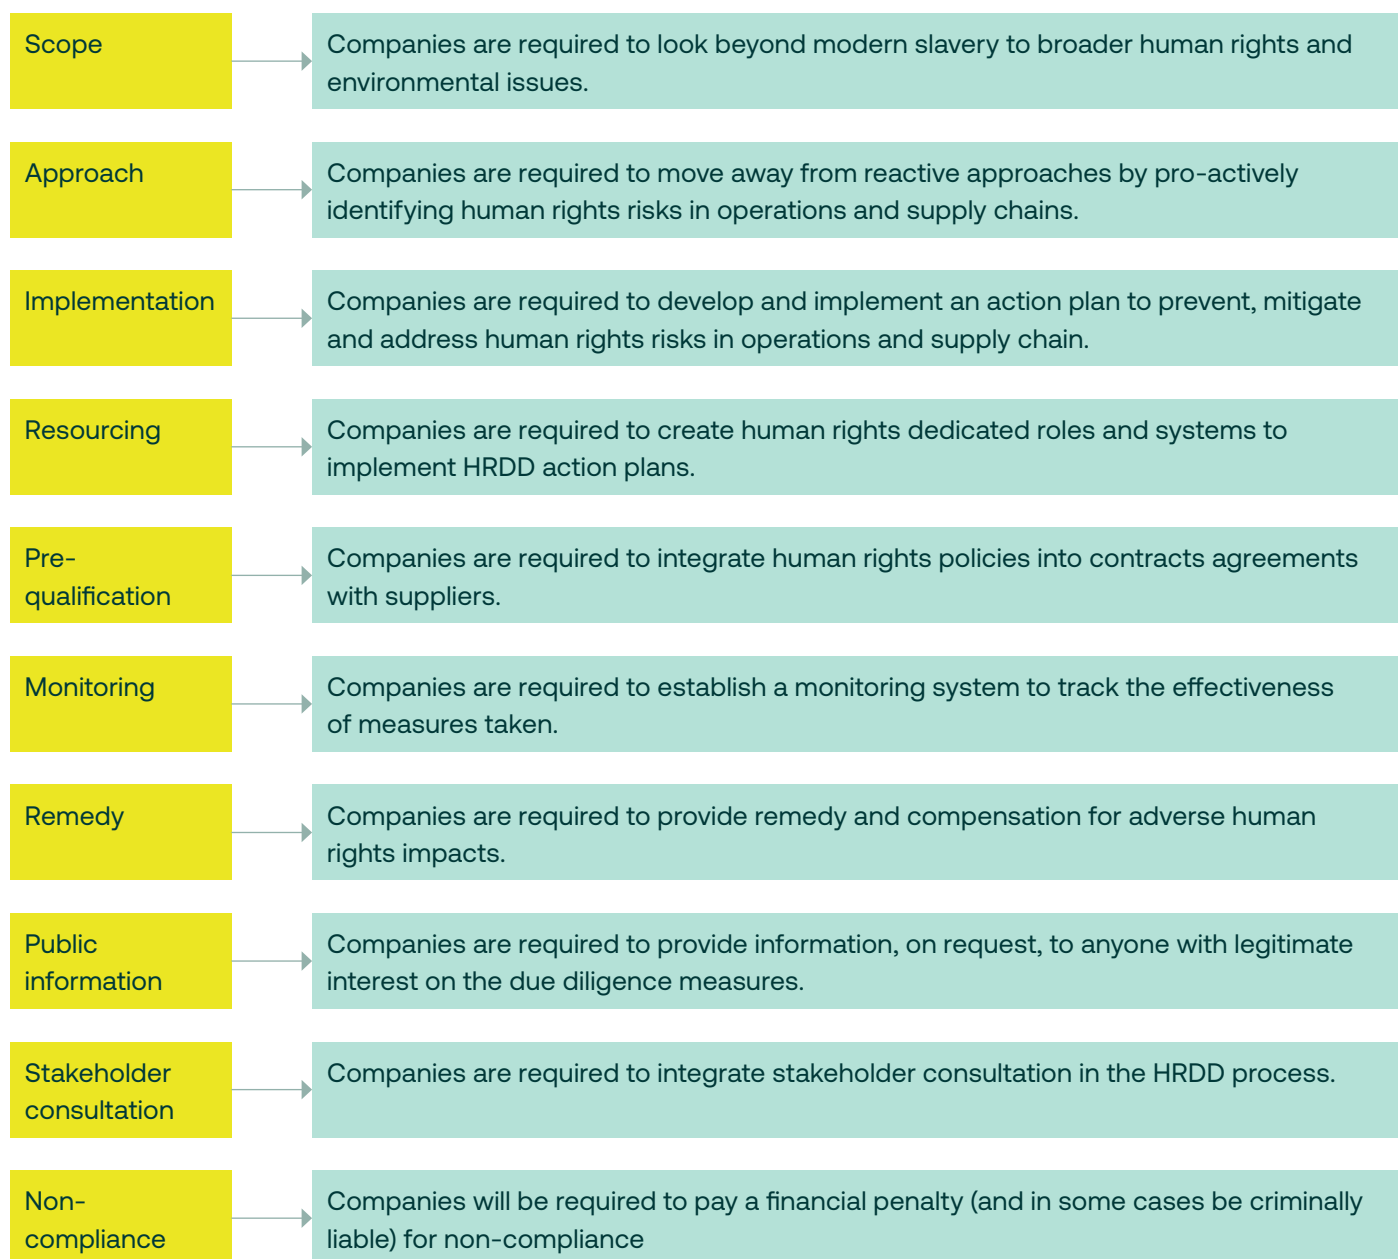 Scope
Companies are required to look beyond modern slavery to broader human rights and
environmental issues.
Approach
Companies are required to move away from reactive approaches by pro-actively
identifying human rights risks in operations and supply chains.
Implementation
Companies are required to develop and implement an action plan to prevent, mitigate
and address human rights risks in operations and supply chain.
Resourcing
Companies are required to create human rights dedicated roles and systems to
implement HRDD action plans.
Pre-
qualification
Companies are required to integrate human rights policies into contracts agreements
with suppliers.
Monitoring
Companies are required to establish a monitoring system to track the effectiveness
of measures taken.
Remedy
Companies are required to provide remedy and compensation for adverse human
rights impacts.
Public
information
Companies are required to provide information, on request, to anyone with legitimate
interest on the due diligence measures.
Stakeholder
consultation
Companies are required to integrate stakeholder consultation in the HRDD process.
Non-
compliance
Companies will be required to pay a financial penalty (and in some cases be criminally
liable) for non-compliance